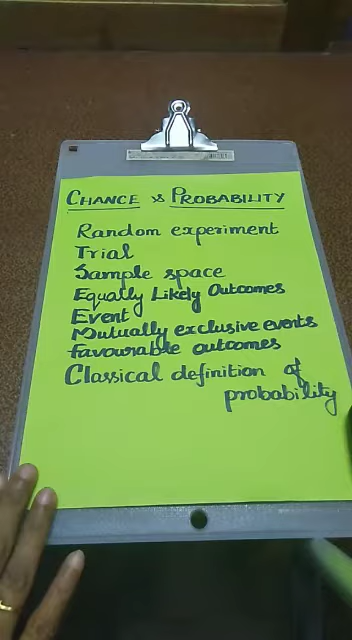 CHANCE vs PROBABILITY
Random experiment
Trial
Sample space
Equally Likely Outcomes
Event
Mutually exclusive events
favourable outcomes
Classical definition of
probability